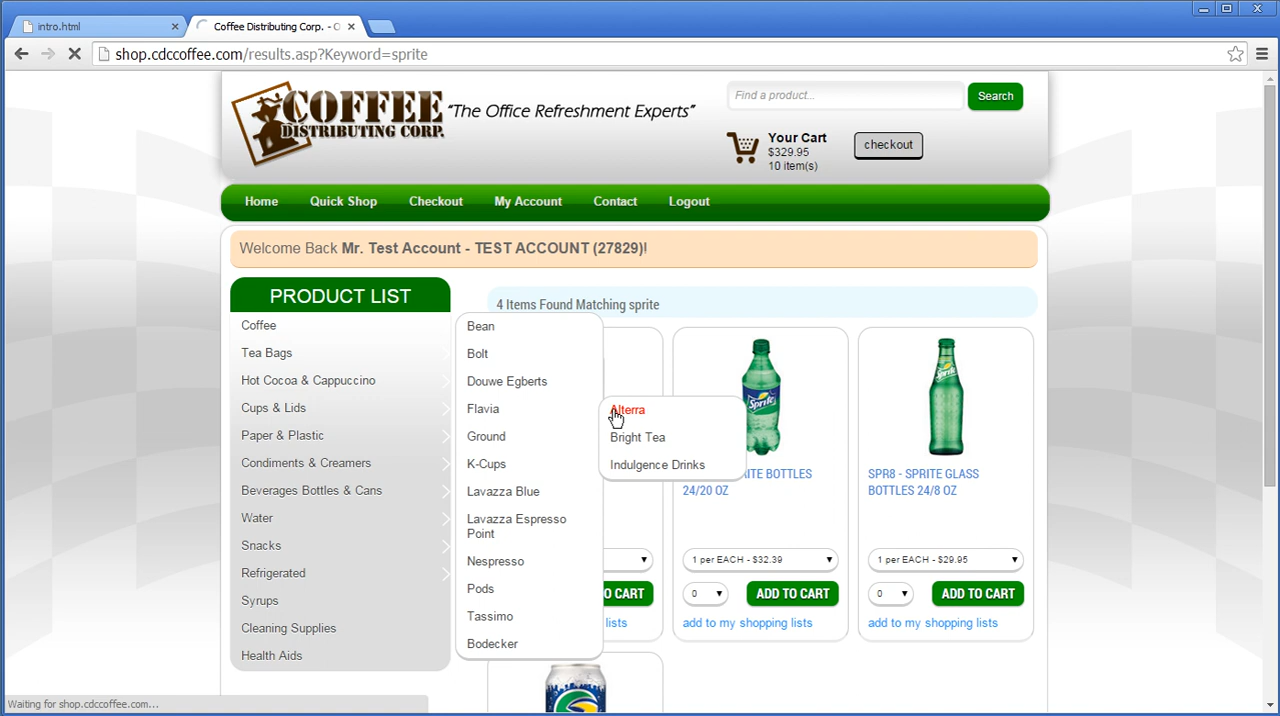 intro.html
Coffee Distributing Corp. - O
shop.cdccoffee.com/results.asp?Keyword=sprite
COFFEE
DISTRIBUTING CORP.
"The Office Refreshment Experts"
Find a product...
Search
Your Cart
$329.95
10 item(s)
checkout
Home Quick Shop Checkout My Account Contact Logout
Welcome Back Mr. Test Account - TEST ACCOUNT (27829)!
PRODUCT LIST
Coffee
Tea Bags
Hot Cocoa & Cappuccino
Cups & Lids
Paper & Plastic
Condiments & Creamers
Beverages Bottles & Cans
Water
Snacks
Refrigerated
Syrups
Cleaning Supplies
Health Aids
Bean
Bolt
Douwe Egberts
Flavia
Ground
K-Cups
Lavazza Blue
Lavazza Espresso
Point
Nespresso
Pods
Tassimo
Bodecker
Alterra
Bright Tea
Indulgence Drinks
4 Items Found Matching sprite
O CART
lists
Sprite
ITE BOTTLES
24/20 OZ
1 per EACH - $32.39
0
ADD TO CART
add to my shopping lists
Sprite
SPR8 - SPRITE GLASS
BOTTLES 24/8 OZ
1 per EACH - $29.95
0
ADD TO CART
add to my shopping lists
Waiting for shop.cdccoffee.com...